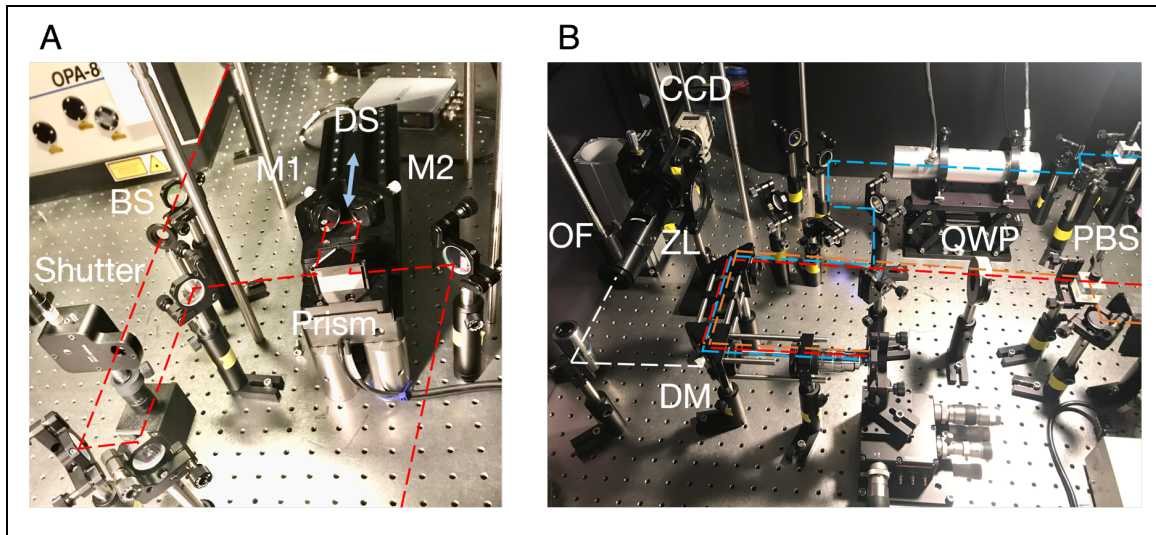 A
OPA-8
DS
M1
M2
BS
Shutter
Prism
B
CCD
OF
ZL
QWP
PBS
DM